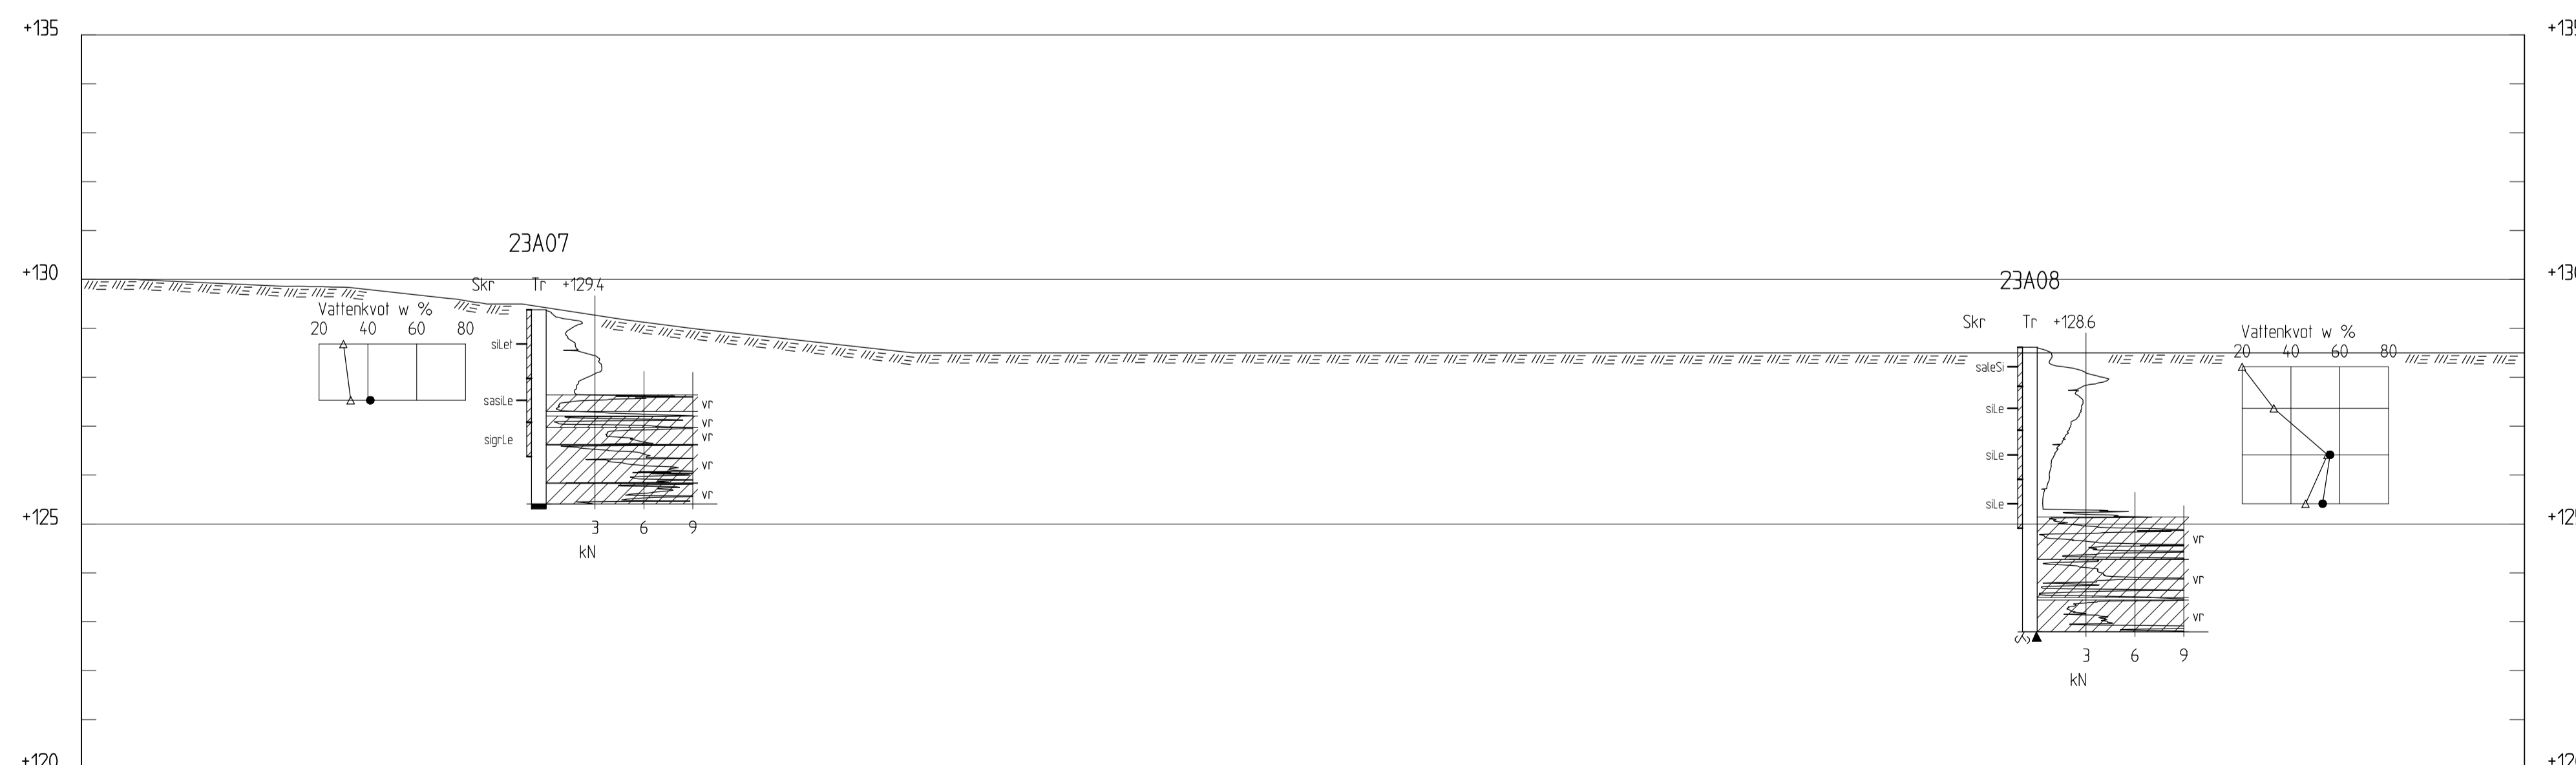 +135
+135
23A07
+130
23A08
Skr Tr +129.4
Vattenkvot w %
20 40 60 80
Skr Tr +128.6
Vattenkvot w %
20 40 60 80
siLet
saleSi
sasiLe
vr
siLe
vr
sigrLe
vr
siLe
vr
vr
siLe
+125
3 6 9
kN
vr
vr
vr
3 6 9
kN
+120